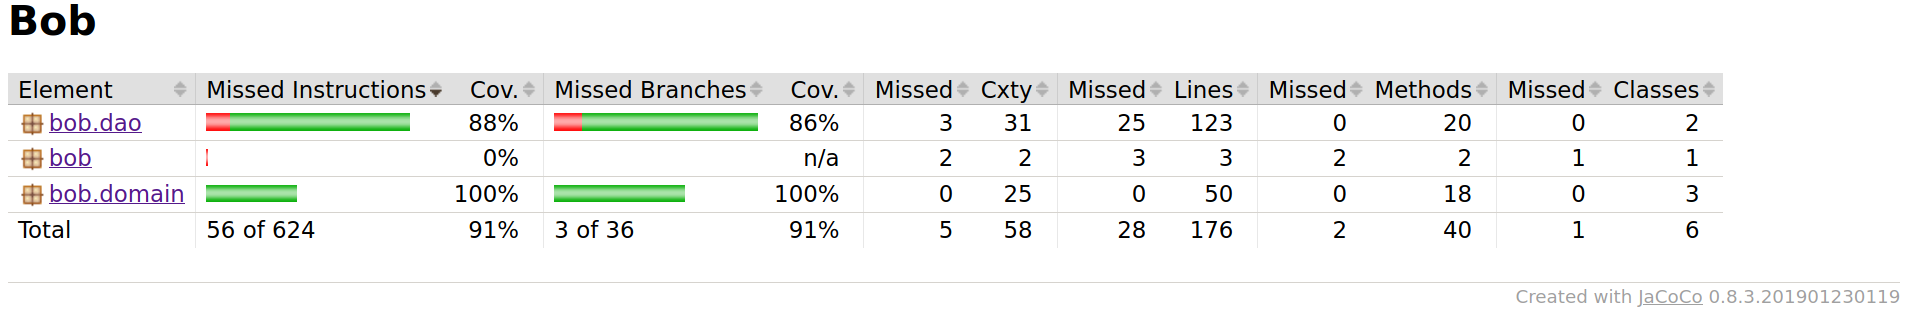 Bob
Element Missed Instructions Cov. Missed Branches Cov. Missed Cxty Missed Lines Missed Methods Missed Classes
bob.dao 88% 86% 3 31 25 123 0 20 0 2
bob 0% n/a 2 2 3 3 2 2 1 1
bob.domain 100% 100% 0 25 0 50 0 18 0 3
Total 56 of 624 91% 3 of 36 91% 5 58 28 176 2 40 1 6
Created with JaCoCo 0.8.3.201901230119